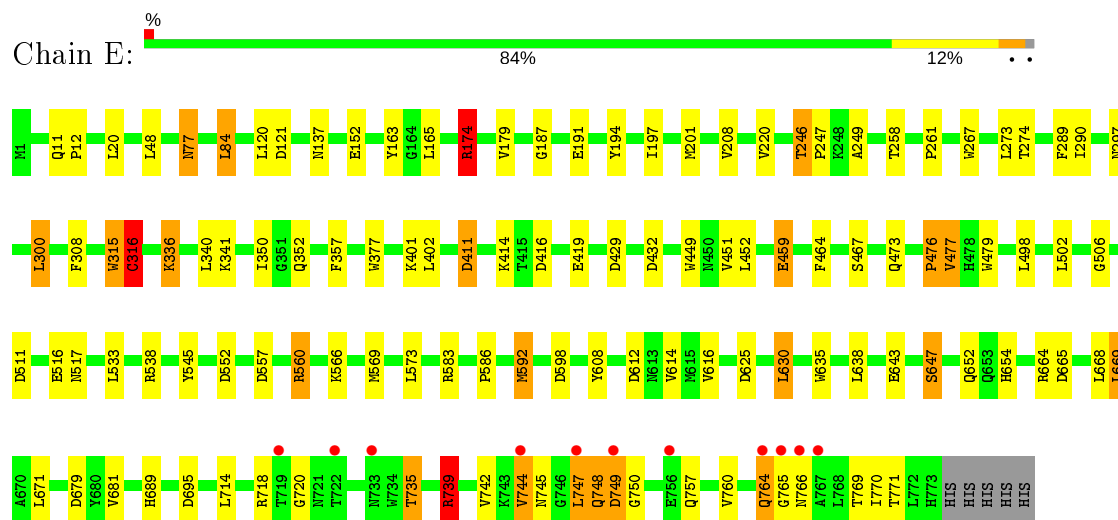 %
Chain E:
84%
12%
M1 Q11 P12 L20 L48 N77 L84 L120 D121 N137 E152 Y163 G164 L165 R174 V179 G187 E191 Y194 I197 M201 V208 V220 T246 P247 K248 A249 T258 P261 W267 L273 T274 F289 I290 N297
L300 F308 W315 C316 K336 L340 K341 I350 G351 Q352 F357 W377 K401 L402 D411 K414 T415 D416 E419 D429 D432 W449 N450 V451 L452 E459 F464 S467 Q473 P476 V477 H478 W479 L498 L502 G506
D511 E516 N517 L533 R538 Y545 D552 D557 R560 K566 M569 L573 R583 P586 M592 D598 Y608 D612 N613 V614 M615 V616 D625 L630 W635 L638 E643 S647 Q652 Q653 H654 R664 D665 L668 L669
A670 L671 D679 Y680 V681 H689 D695 L714 R718 T719 G720 N721 T722 N733 W734 T735 R739 V742 K743 V744 N745 G746 L747 Q748 D749 G750 E756 Q757 V760 Q764 G765 N766 A767 L768 T769 I770 T771 L772 H773 HIS HIS HIS HIS HIS